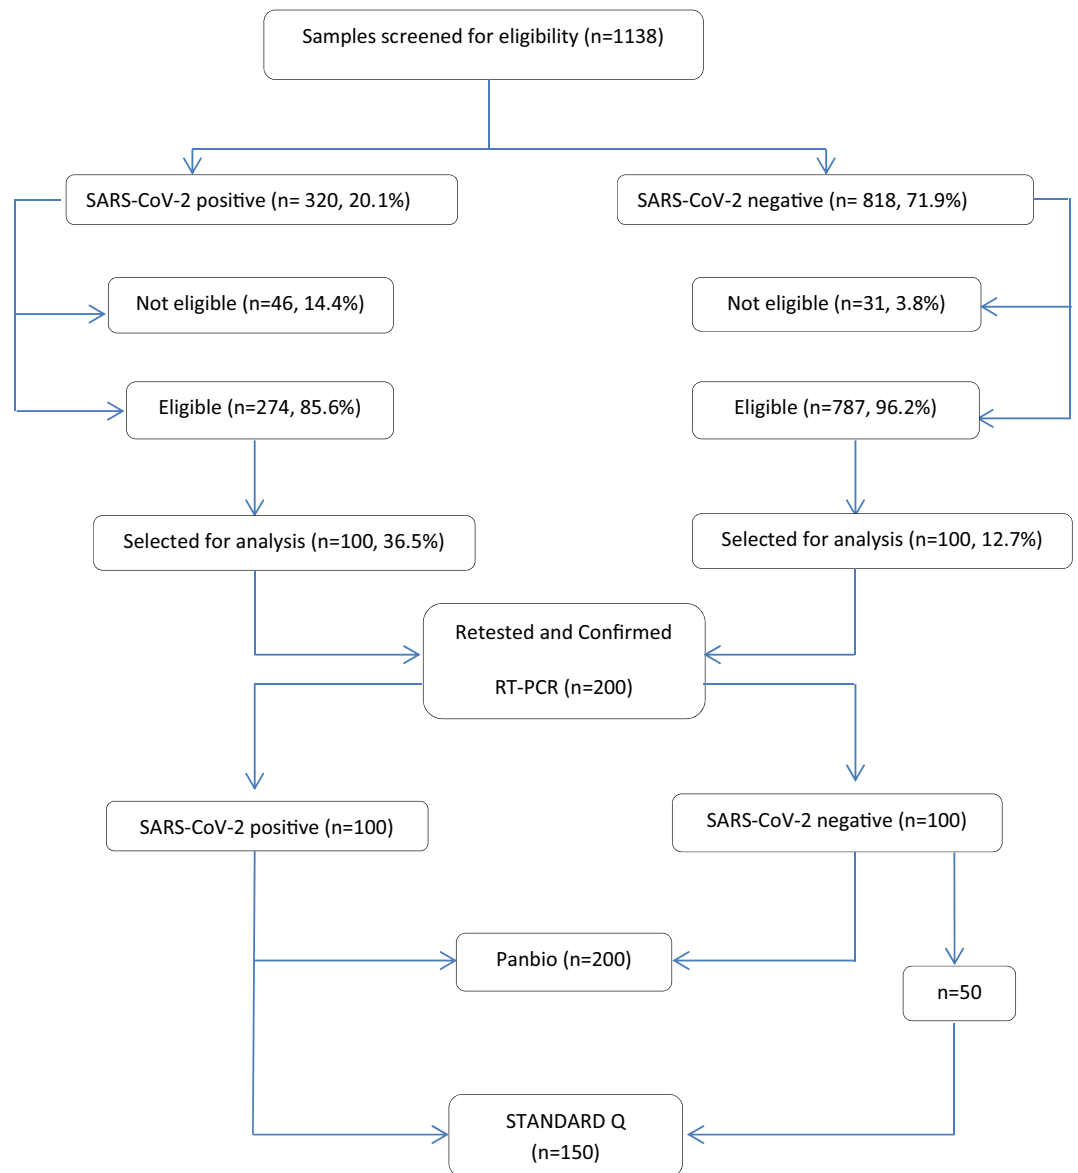 Samples screened for eligibility (n=1138)
SARS-CoV-2 positive (n= 320, 20.1%)
SARS-CoV-2 negative (n= 818, 71.9%)
Not eligible (n=46, 14.4%)
Not eligible (n=31, 3.8%)
Eligible (n=274, 85.6%)
Eligible (n=787, 96.2%)
Selected for analysis (n=100, 36.5%)
Selected for analysis (n=100, 12.7%)
Retested and Confirmed
RT-PCR (n=200)
SARS-CoV-2 positive (n=100)
SARS-CoV-2 negative (n=100)
Panbio (n=200)
n=50
STANDARD Q
(n=150)